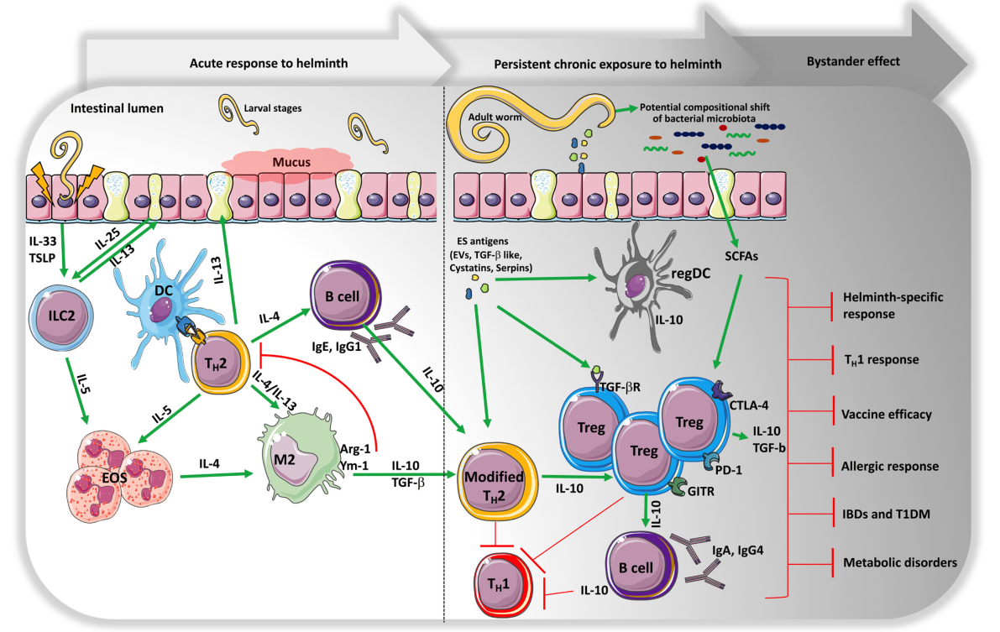 Acute response to helminth
Persistent chronic exposure to helminth
Bystander effect
Intestinal lumen
Larval stages
Mucus
Adult worm
Potential compositional shift
of bacterial microbiota
IL-33
TSLP
IL-25
IL-13
IL-13
ILC2
DC
TH2
IL-4
B cell
IgE, IgG1
IL-10
IL-4/IL-13
IL-5
IL-5
EOS
IL-4
M2
Arg-1
Ym-1
IL-10
TGF-β
ES antigens
(EVs, TGF-β like,
Cystatins, Serpins)
regDC
IL-10
SCFAs
TGF-βR
Treg
Treg
Treg
CTLA-4
IL-10
TGF-b
PD-1
GITR
Modified
TH2
IL-10
IL-10
TH1
IL-10
B cell
IgA, IgG4
Helminth-specific
response
TH1 response
Vaccine efficacy
Allergic response
IBDs and T1DM
Metabolic disorders